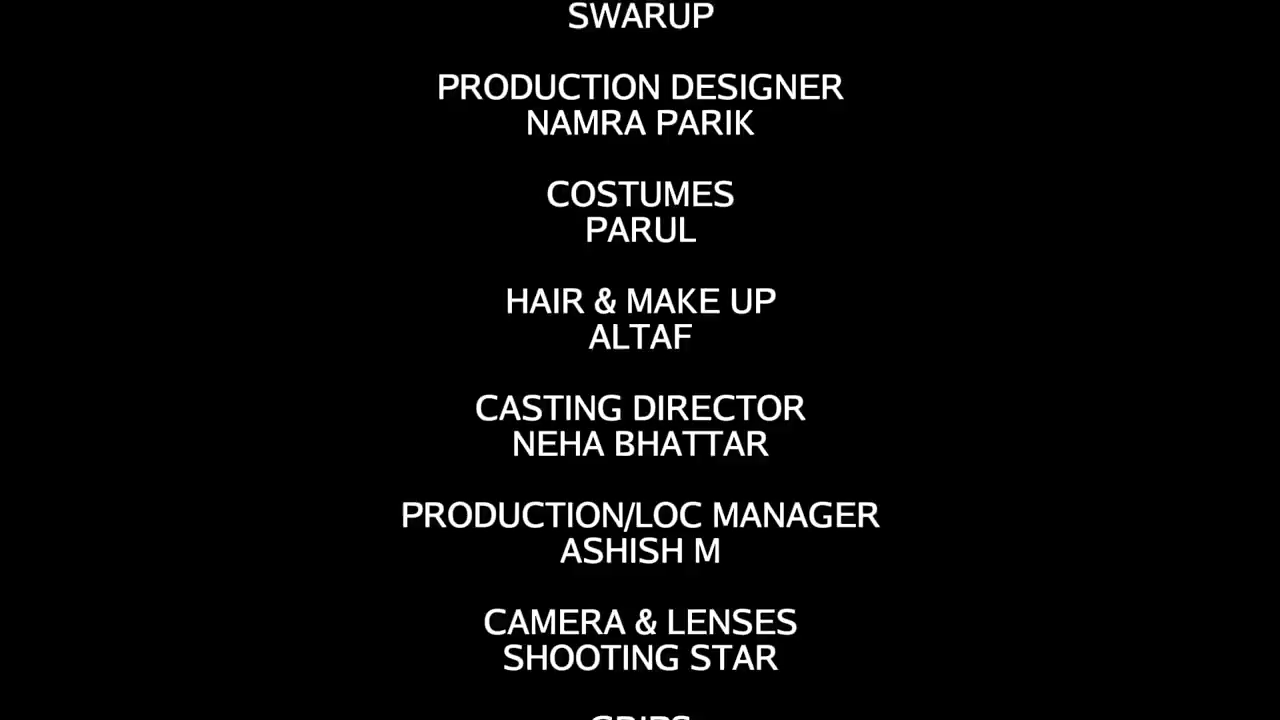 SWARUP
PRODUCTION DESIGNER
NAMRA PARIK
COSTUMES
PARUL
HAIR & MAKE UP
ALTAF
CASTING DIRECTOR
NEHA BHATTAR
PRODUCTION/LOC MANAGER
ASHISH M
CAMERA & LENSES
SHOOTING STAR
GRIPS